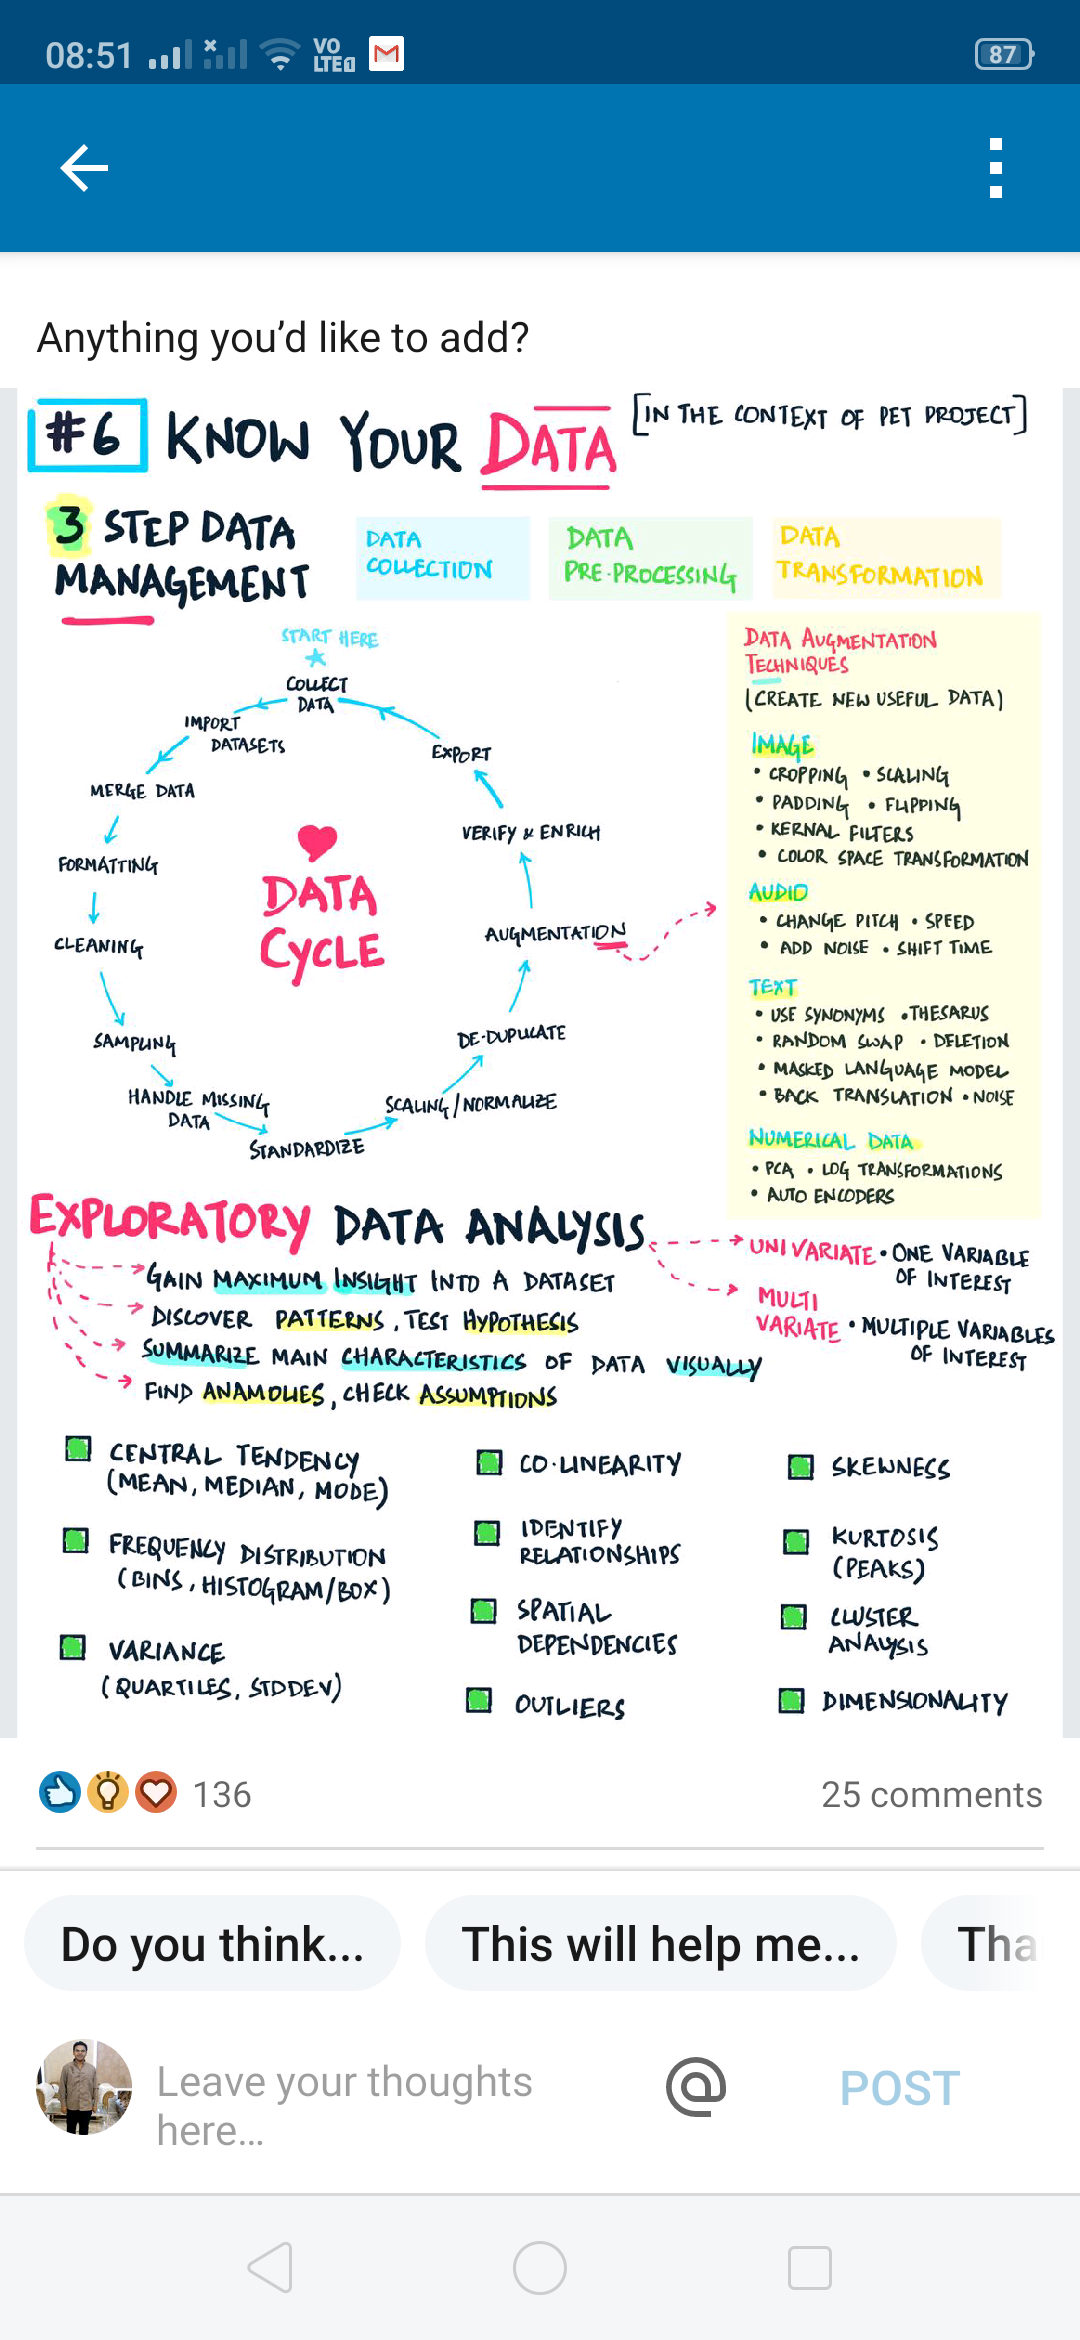 08:51 VO LTE1 87
Anything you'd like to add?
#6 KNOW YOUR DATA [IN THE CONTEXT OF PET PROJECT]
3 STEP DATA
MANAGEMENT
DATA
COLLECTION
DATA
PRE-PROCESSING
DATA
TRANSFORMATION
START HERE
COLLECT
DATA
IMPORT
DATASETS
MERGE DATA
FORMATTING
CLEANING
SAMPLING
HANDLE MISSING
DATA
STANDARDIZE
SCALING/NORMALIZE
DE-DUPLICATE
AUGMENTATION
VERIFY & ENRICH
EXPORT
DATA
CYCLE
DATA AUGMENTATION
TECHNIQUES
(CREATE NEW USEFUL DATA)
IMAGE
• CROPPING • SCALING
• PADDING • FLIPPING
• KERNAL FILTERS
• COLOR SPACE TRANSFORMATION
AUDIO
• CHANGE PITCH • SPEED
• ADD NOISE • SHIFT TIME
TEXT
• USE SYNONYMS • THESARUS
• RANDOM SWAP • DELETION
• MASKED LANGUAGE MODEL
• BACK TRANSLATION • NOISE
NUMERICAL DATA
• PCA • LOG TRANSFORMATIONS
• AUTO ENCODERS
EXPLORATORY DATA ANALYSIS
GAIN MAXIMUM INSIGHT INTO A DATASET
DISCOVER PATTERNS, TEST HYPOTHESIS
SUMMARIZE MAIN CHARACTERISTICS OF DATA VISUALLY
FIND ANAMOLIES, CHECK ASSUMPTIONS
UNIVARIATE • ONE VARIABLE
OF INTEREST
MULTI
VARIATE • MULTIPLE VARIABLES
OF INTEREST
CENTRAL TENDENCY
(MEAN, MEDIAN, MODE)
FREQUENCY DISTRIBUTION
(BINS, HISTOGRAM/BOX)
VARIANCE
(QUARTILES, STDDEV)
CO-LINEARITY
IDENTIFY
RELATIONSHIPS
SPATIAL
DEPENDENCIES
OUTLIERS
SKEWNESS
KURTOSIS
(PEAKS)
CLUSTER
ANALYSIS
DIMENSIONALITY
136 25 comments
Do you think... This will help me... Tha
Leave your thoughts
here...
@ POST